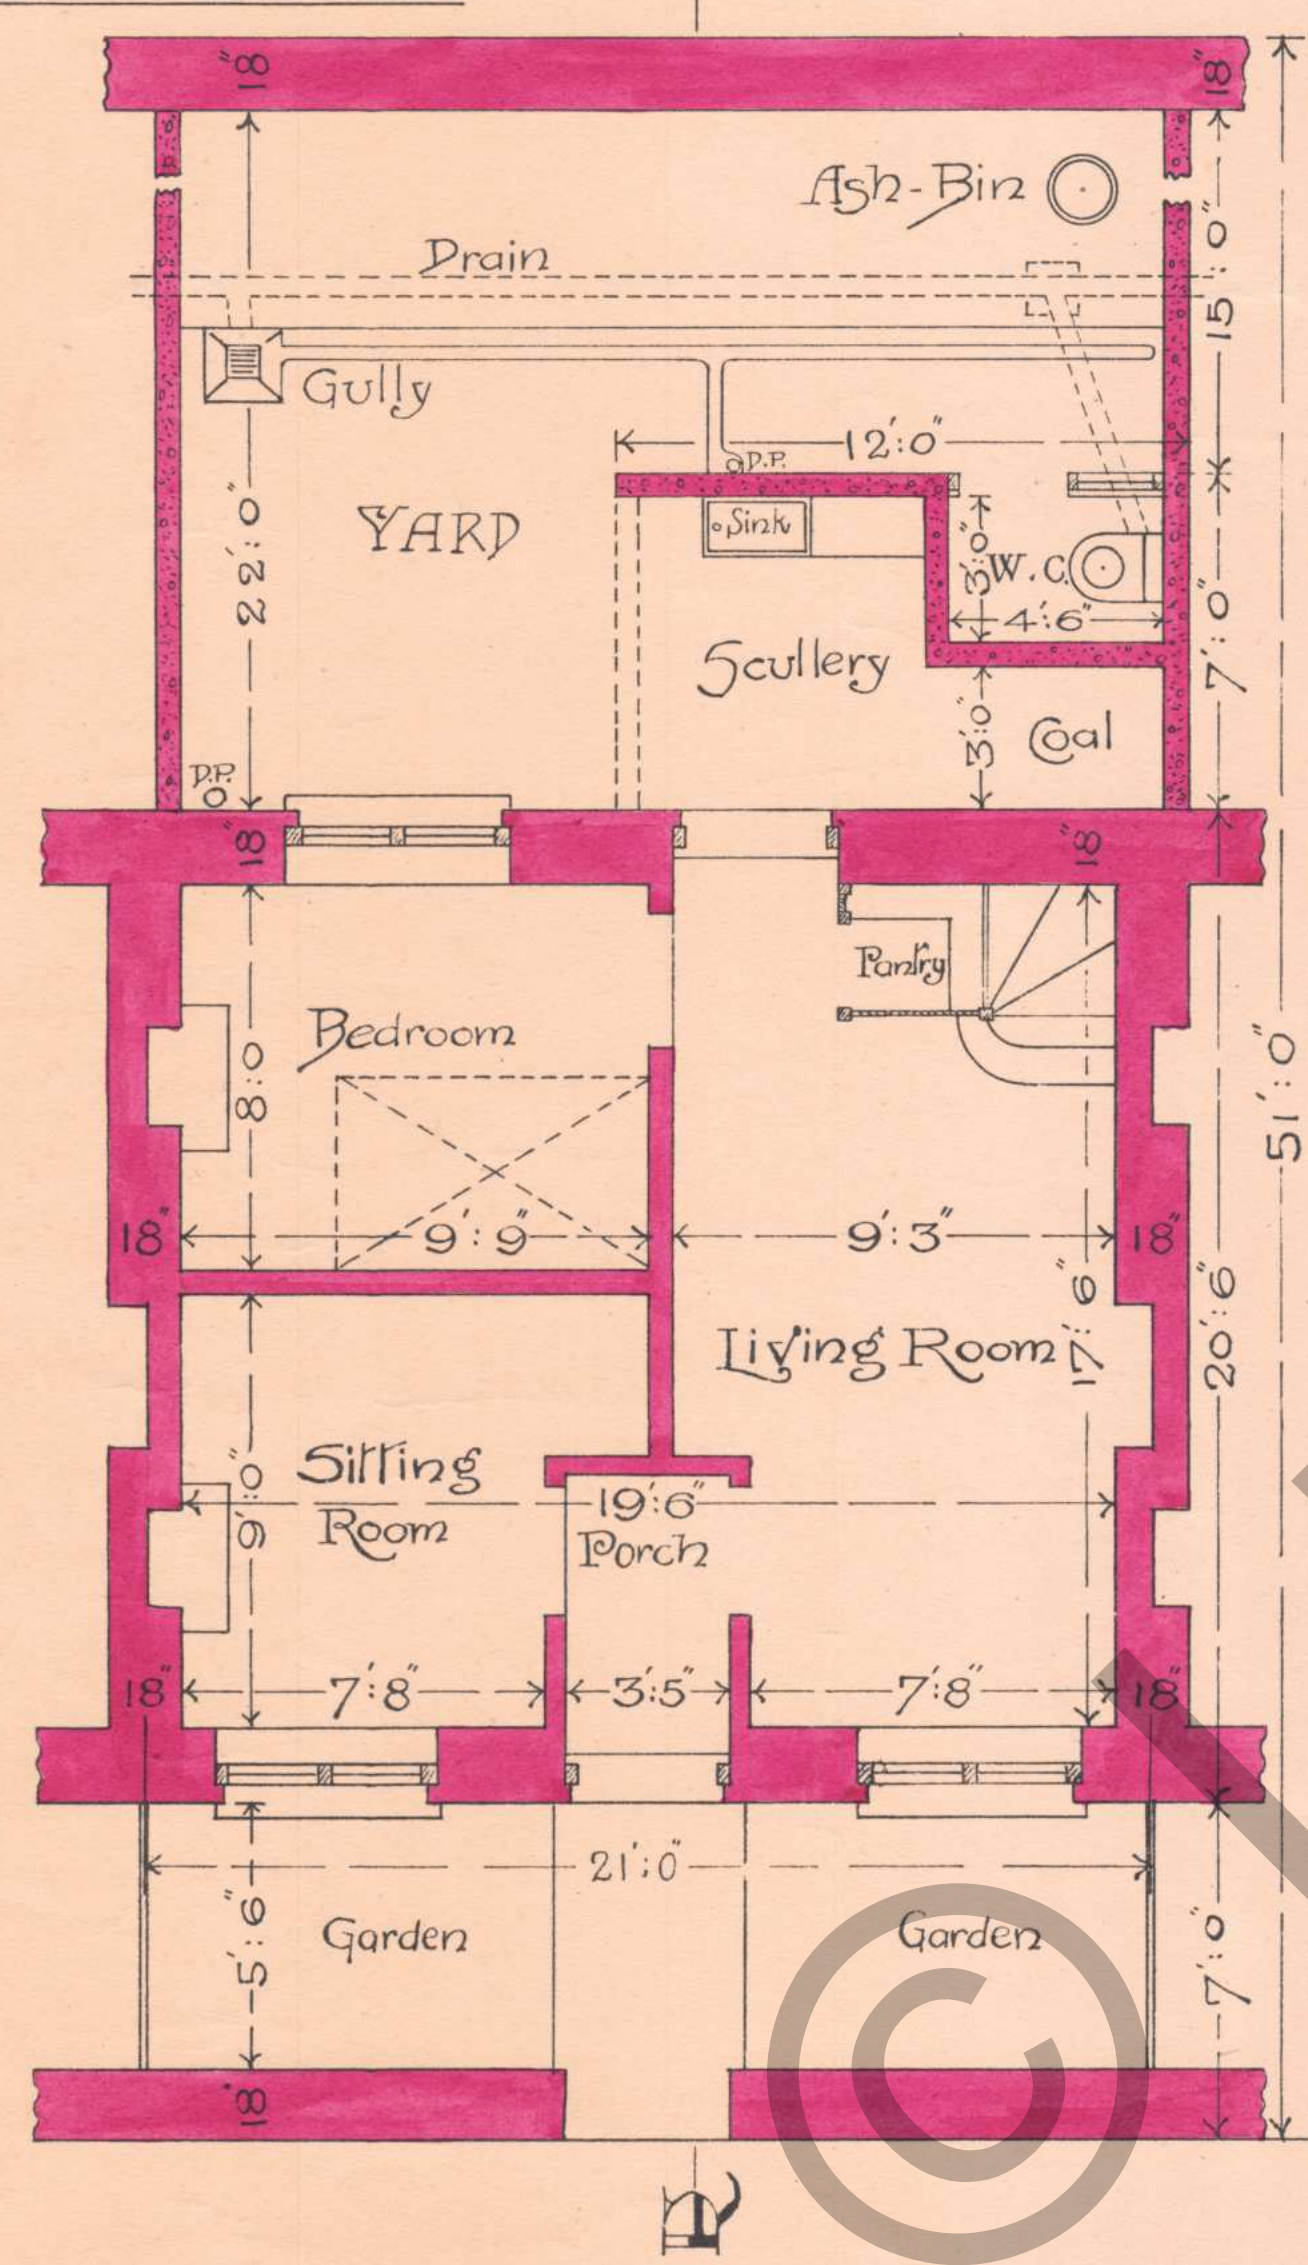 18"
18"
Ash-Bin
Drain
15':0"
Gully
12':0"
D.P.
22':0"
YARD
Sink
3':0"
W.C.
4':6"
7':0"
Scullery
3':0"
Coal
D.P.
18"
18"
Pantry
Bedroom
8:0
51':0"
18"
9':9"
9':3"
18"
17':6"
20':6"
Living Room
Sitting
Room
9':0"
19':6"
Porch
18"
7':8"
3':5"
7':8"
18"
21':0"
5':6"
Garden
Garden
7':0"
18"
©